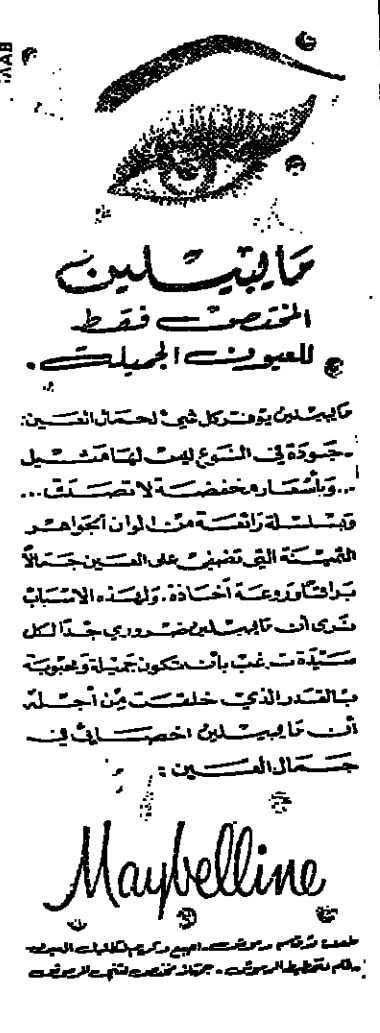 مايبيلين
المختصة فقط
للعيون الجميلة.
مايبيلين يوفر كل شيء لجمال العين:
- جودة في النوع ليس لها مثيل
... وبأسعار مخفضة لا تصدق...
وبسلسلة رائعة من ألوان الجواهر
الثمينة التي تضفي على العين جمالاً
براقاً وروعة أخاذة. ولهذه الأسباب
نرى أن مايبيلين ضروري جداً لكل
سيدة ترغب بأن تكون جميلة ومحبوبة
بالقدر الذي خلقت من أجله
أن مايبيلين اخصائي في
جمال العين:
Maybelline